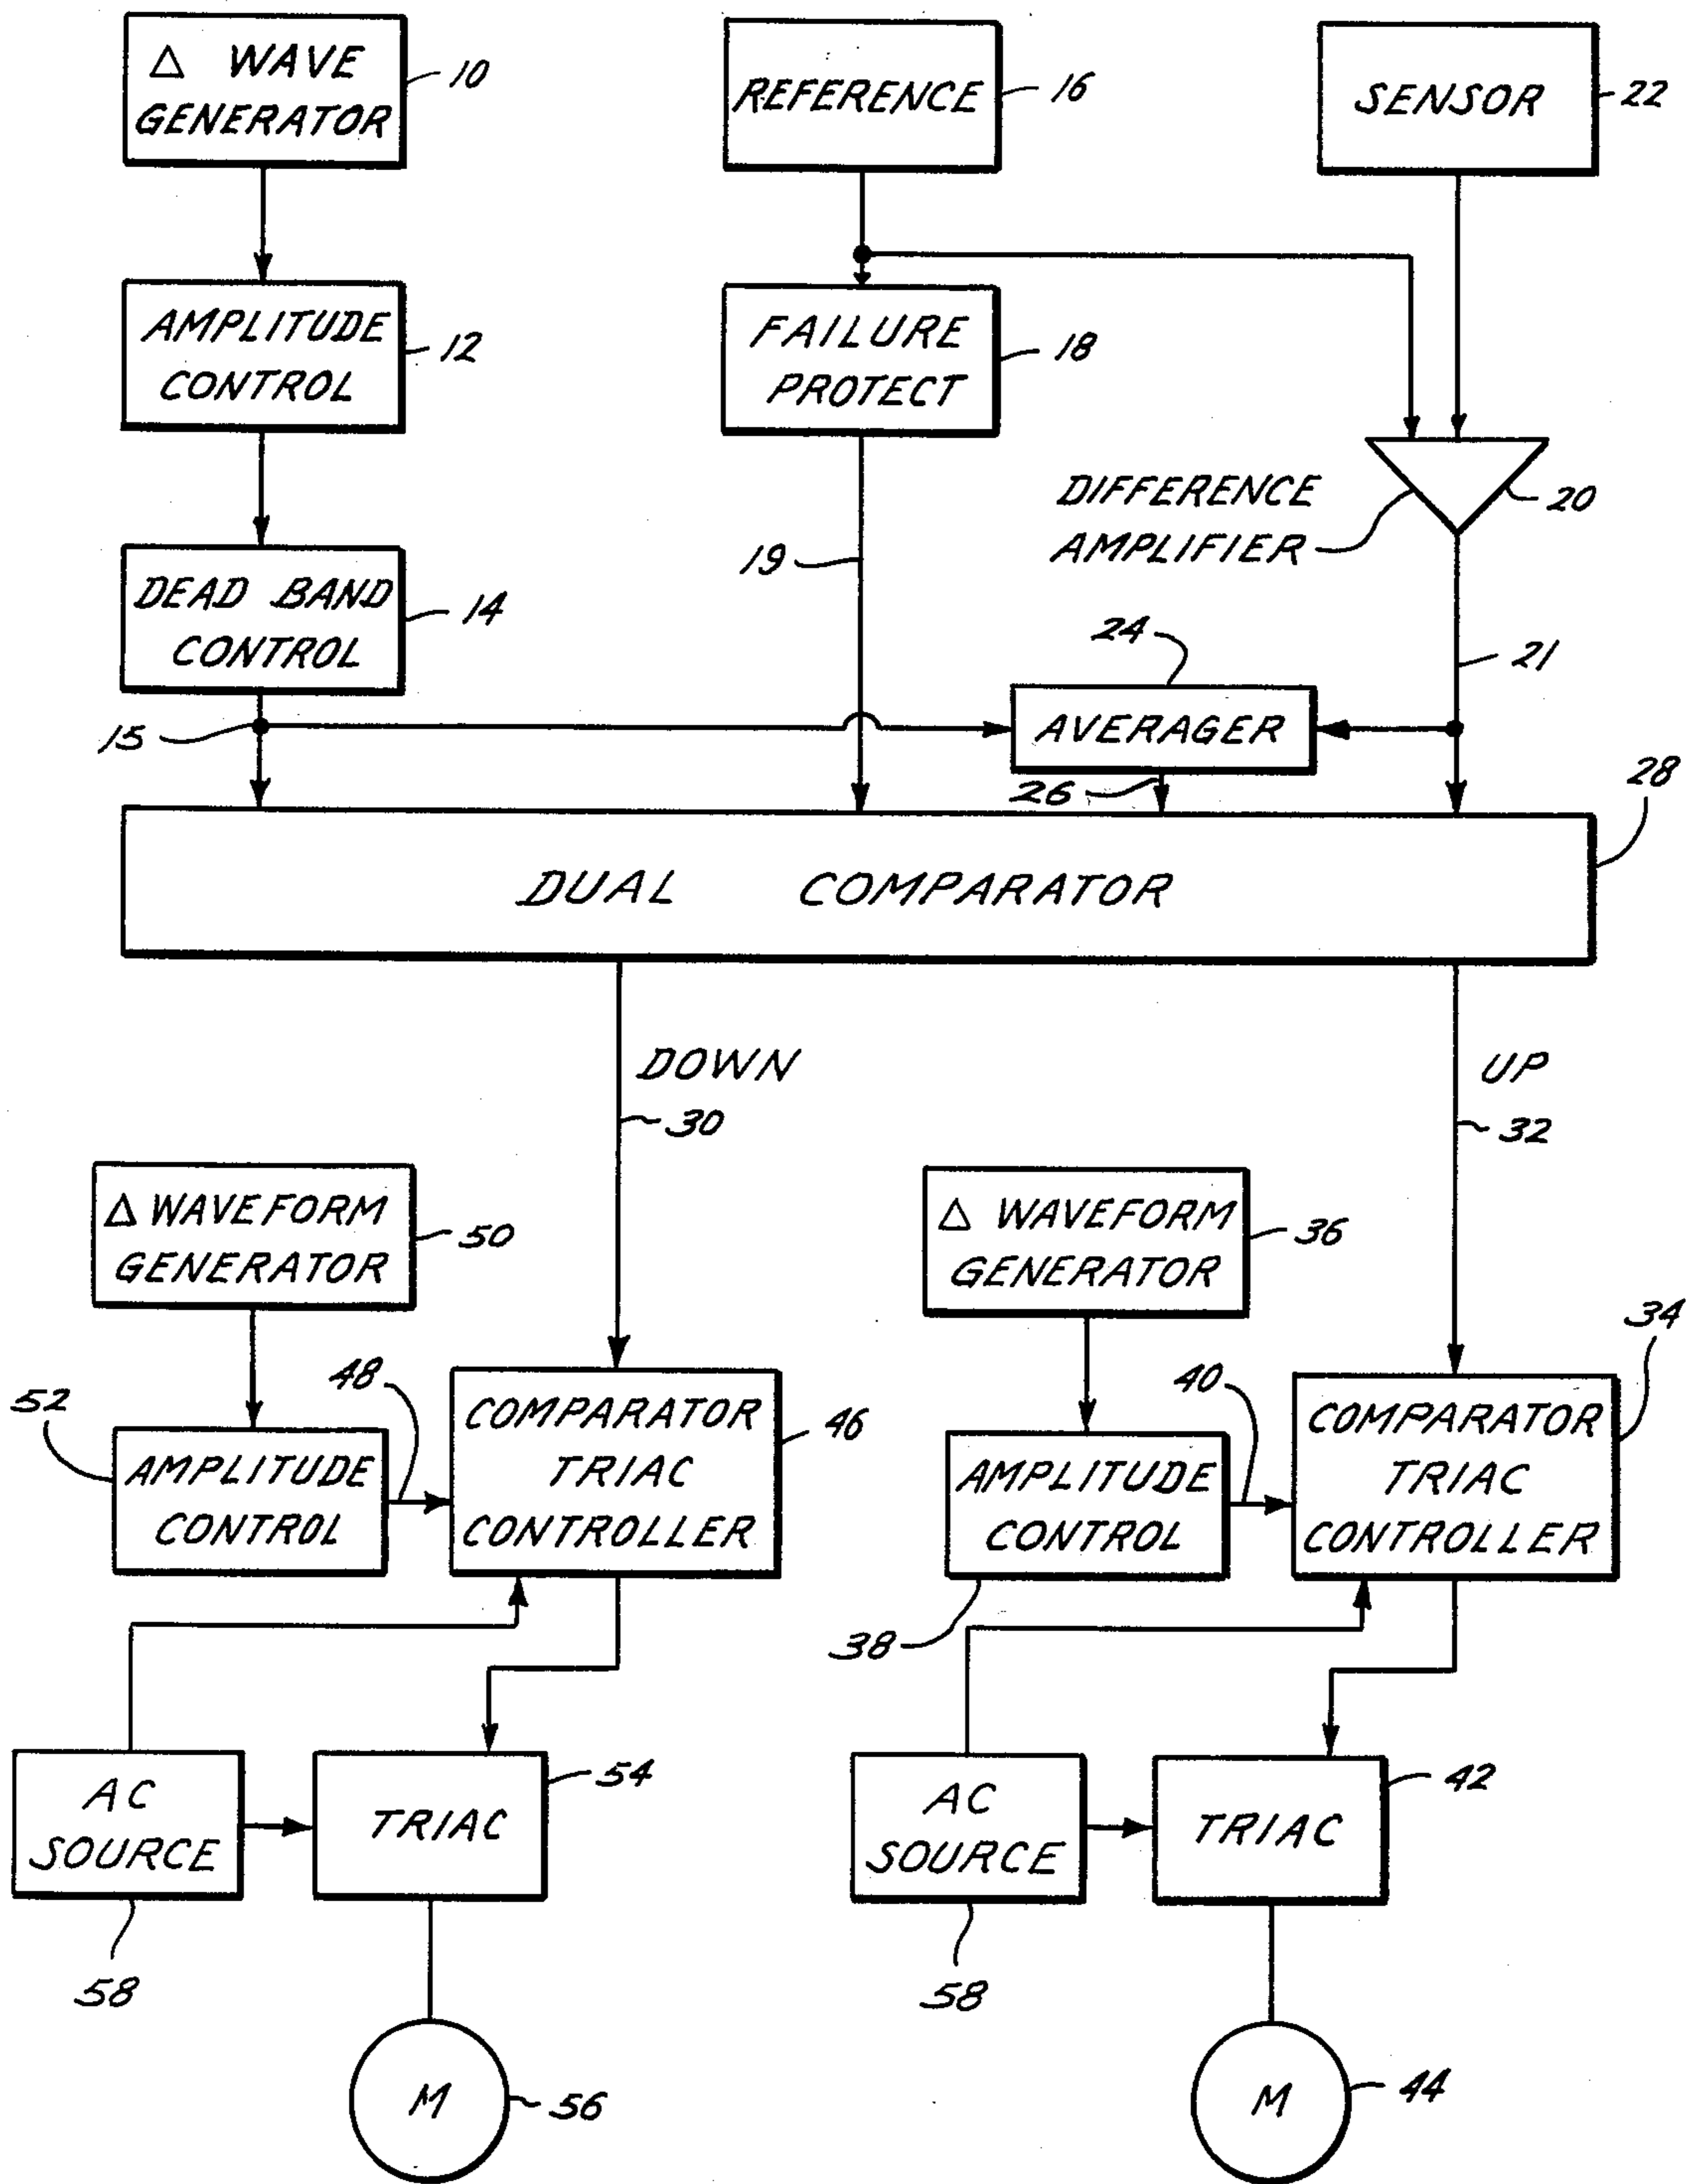 △ WAVE
GENERATOR
10
REFERENCE
16
SENSOR
22
AMPLITUDE
CONTROL
12
FAILURE
PROTECT
18
DIFFERENCE
AMPLIFIER
20
19
DEAD BAND
CONTROL
14
24
21
15
AVERAGER
26
28
DUAL COMPARATOR
DOWN
30
UP
32
△ WAVEFORM
GENERATOR
50
△ WAVEFORM
GENERATOR
36
34
52
48
AMPLITUDE
CONTROL
COMPARATOR
TRIAC
CONTROLLER
46
40
AMPLITUDE
CONTROL
38
COMPARATOR
TRIAC
CONTROLLER
AC
SOURCE
58
TRIAC
54
AC
SOURCE
58
TRIAC
42
M
56
M
44